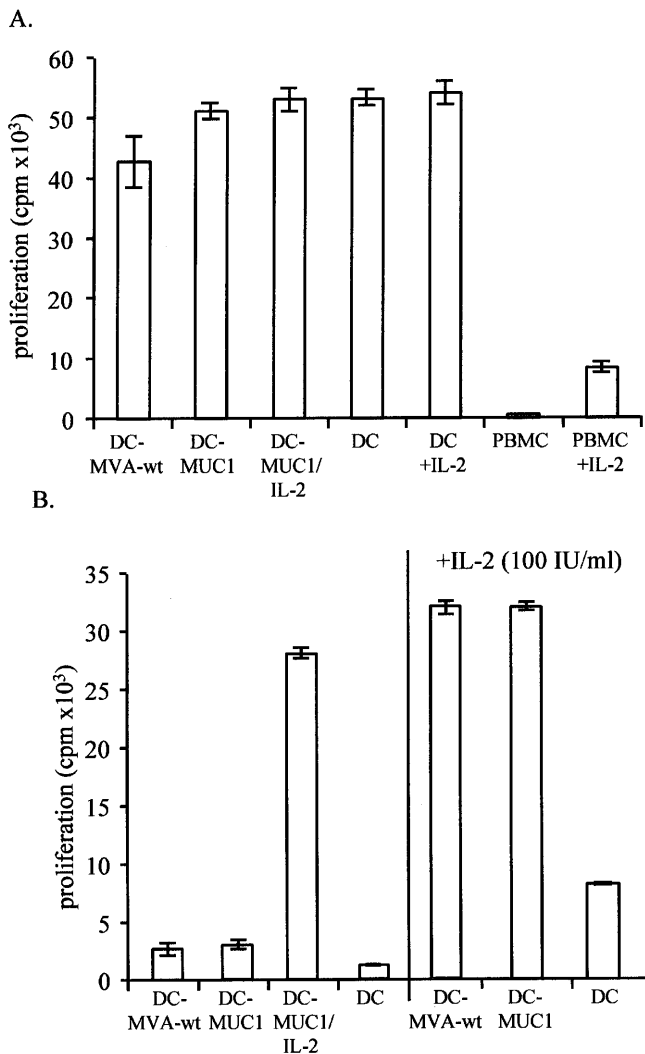 A.
proliferation (cpm x10³)
60
50
40
30
20
10
0
DC-
MVA-wt
DC-
MUC1
DC-
MUC1/
IL-2
DC
DC
+IL-2
PBMC
PBMC
+IL-2
B.
+IL-2 (100 IU/ml)
proliferation (cpm x10³)
35
30
25
20
15
10
5
0
DC-
MVA-wt
DC-
MUC1
DC-
MUC1/
IL-2
DC
DC-
MVA-wt
DC-
MUC1
DC